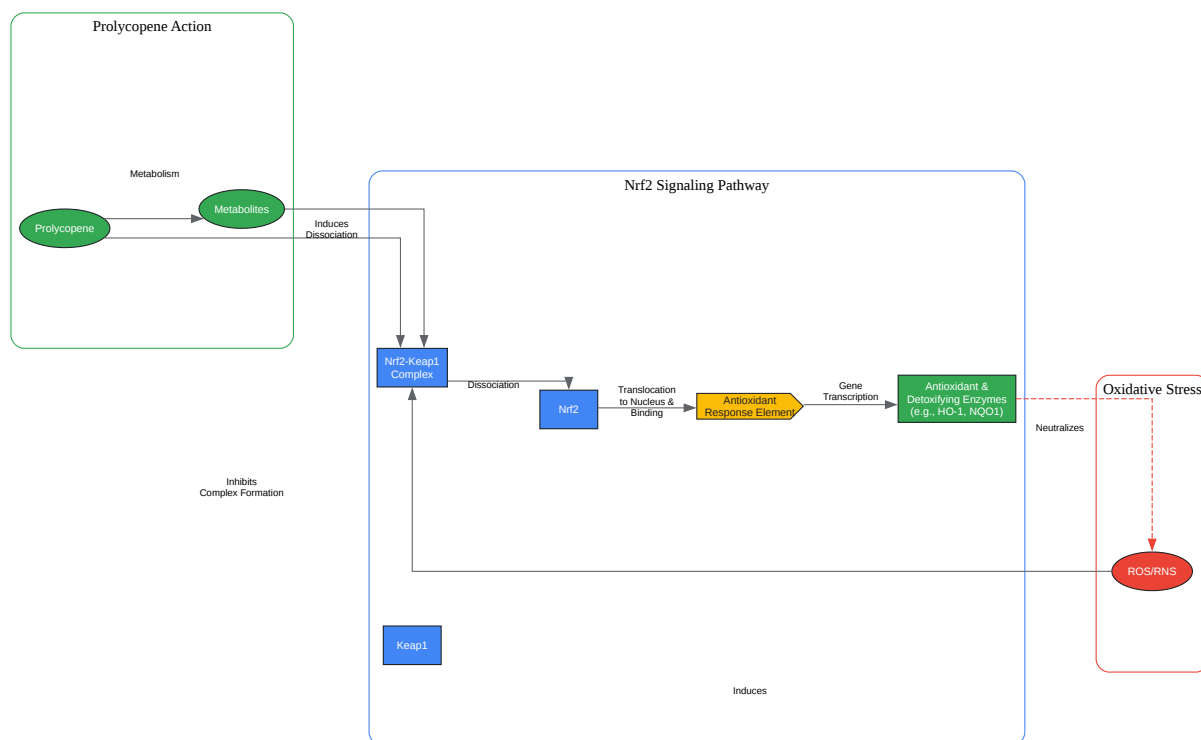 Prolycopene Action
Metabolism
Prolycopene
Metabolites
Induces
Dissociation
Nrf2 Signaling Pathway
Nrf2-Keap1
Complex
Dissociation
Nrf2
Translocation
to Nucleus &
Binding
Antioxidant
Response Element
Gene
Transcription
Antioxidant &
Detoxifying Enzymes
(e.g., HO-1, NQO1)
Oxidative Stress
Neutralizes
Inhibits
Complex Formation
ROS/RNS
Keap1
Induces